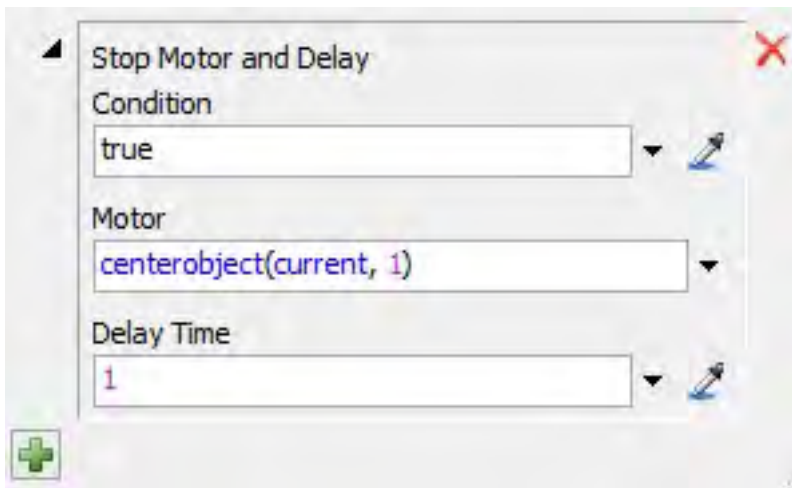 Stop Motor and Delay
Condition
true
Motor
centerobject(current, 1)
Delay Time
1